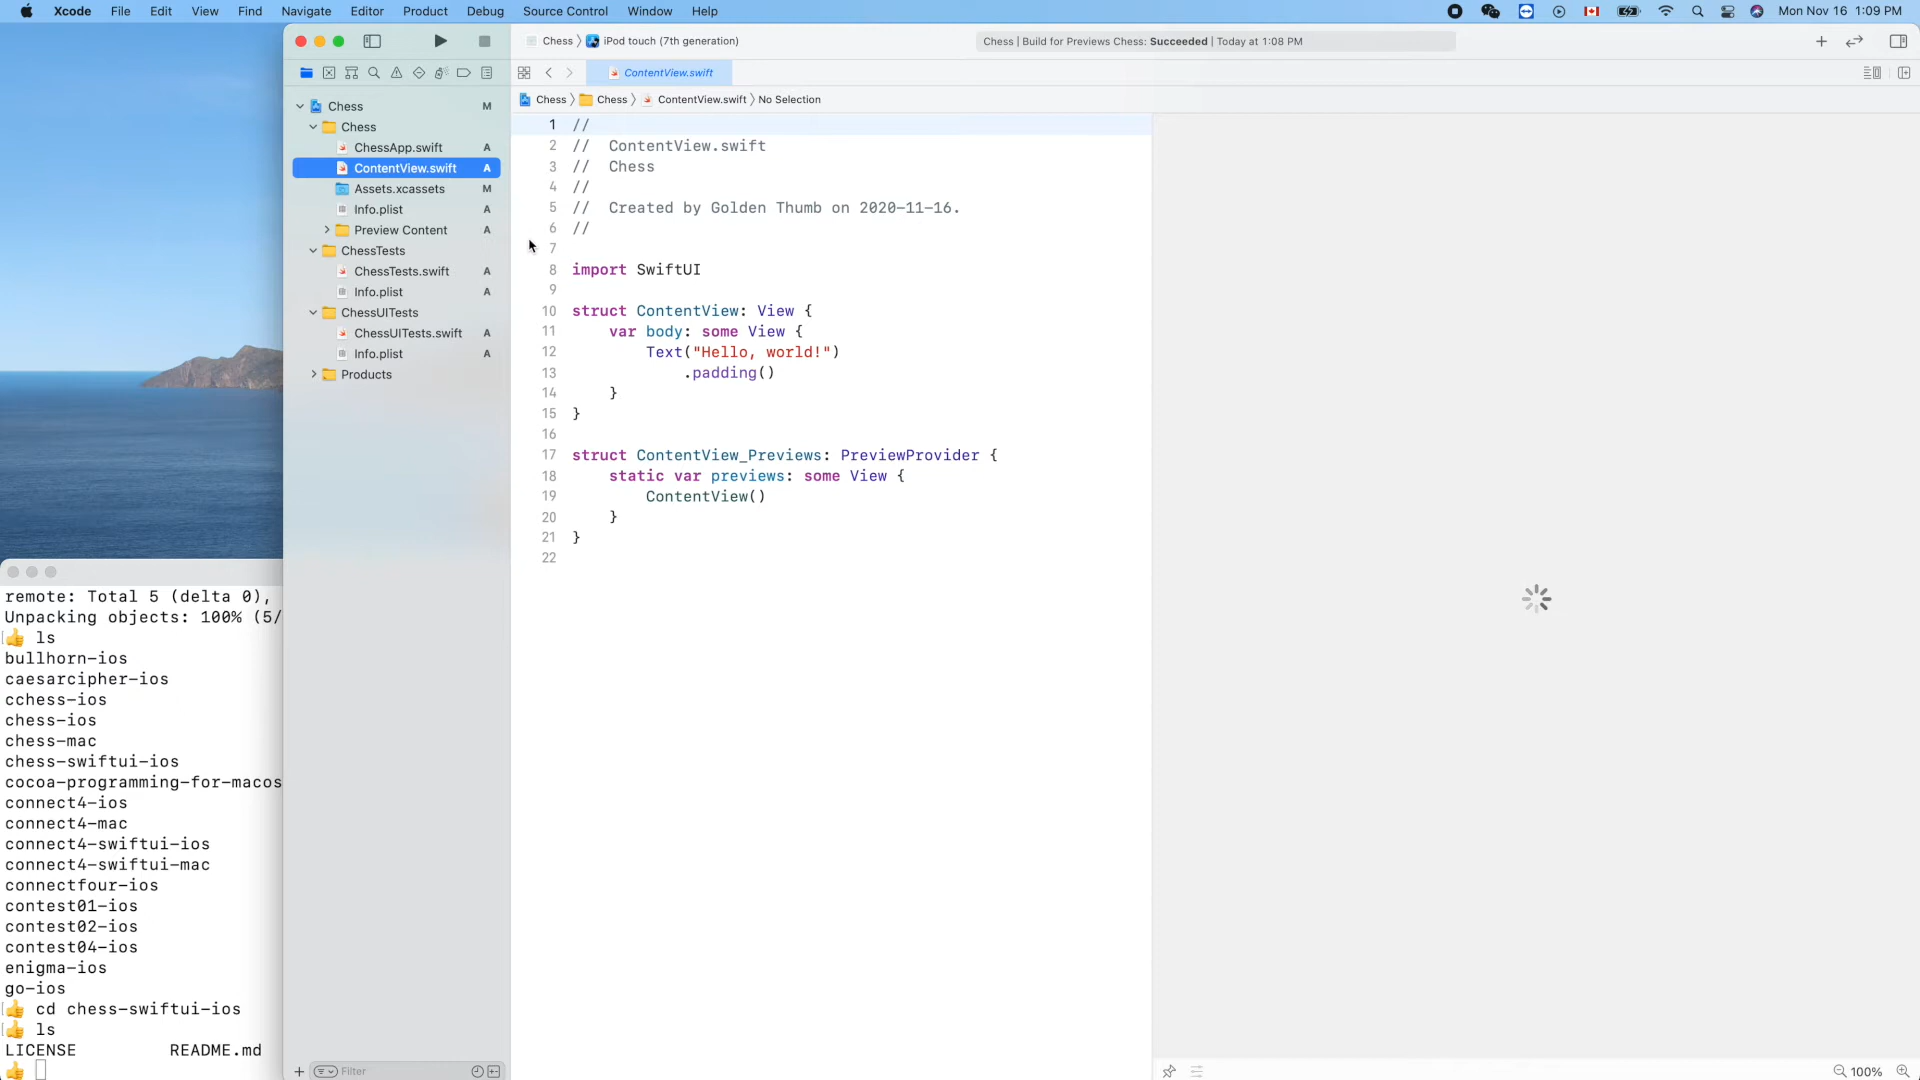 Xcode File Edit View Find Navigate Editor Product Debug Source Control Window Help
Mon Nov 16 1:09 PM
Chess iPod touch (7th generation)
Chess | Build for Previews Chess: Succeeded | Today at 1:08 PM
ContentView.swift
Chess Chess ContentView.swift No Selection
Chess M
Chess
ChessApp.swift A
ContentView.swift A
Assets.xcassets M
Info.plist A
Preview Content A
ChessTests
ChessTests.swift A
Info.plist A
ChessUITests
ChessUITests.swift A
Info.plist A
Products
Filter
1 //
2 // ContentView.swift
3 // Chess
4 //
5 // Created by Golden Thumb on 2020-11-16.
6 //
7
8 import SwiftUI
9
10 struct ContentView: View {
11 var body: some View {
12 Text("Hello, world!")
13 .padding()
14 }
15 }
16
17 struct ContentView_Previews: PreviewProvider {
18 static var previews: some View {
19 ContentView()
20 }
21 }
22
remote: Total 5 (delta 0),
Unpacking objects: 100% (5/
[👍 ls
bullhorn-ios
caesarcipher-ios
cchess-ios
chess-ios
chess-mac
chess-swiftui-ios
cocoa-programming-for-macos
connect4-ios
connect4-mac
connect4-swiftui-ios
connect4-swiftui-mac
connectfour-ios
contest01-ios
contest02-ios
contest04-ios
enigma-ios
go-ios
[👍 cd chess-swiftui-ios
[👍 ls
LICENSE README.md
👍
100%